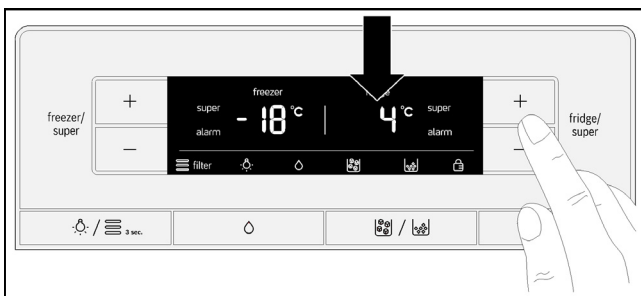 freezer
super
super
- 18 °C
4 °C
alarm
alarm
filter
freezer/
super
+
−
+
−
fridge/
super
/ 3 sec.
/